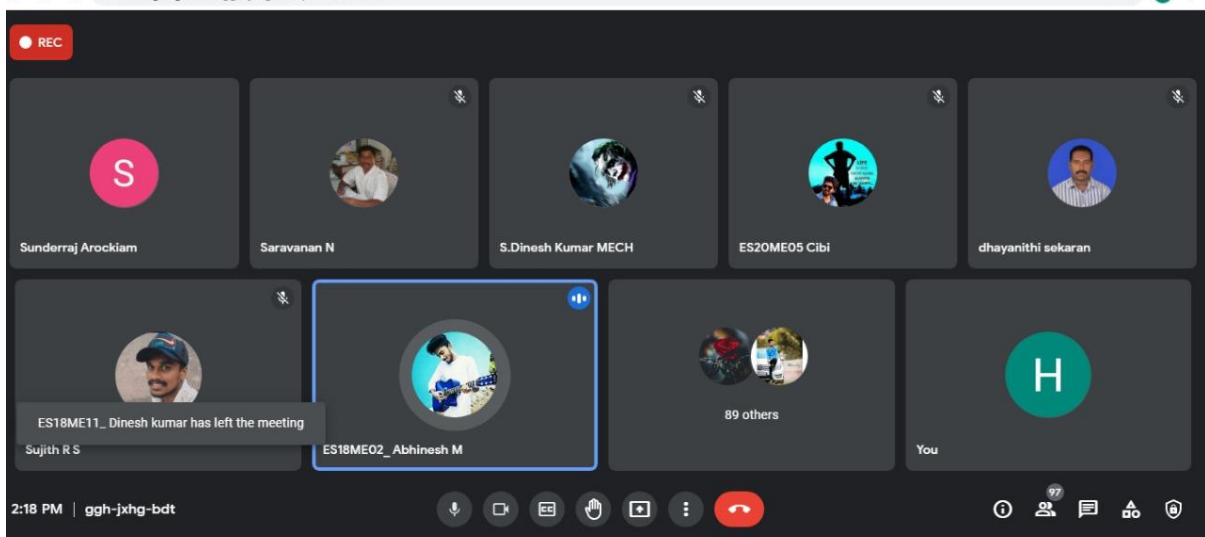 REC
S
Sunderraj Arockiam
Saravanan N
S.Dinesh Kumar MECH
ES20ME05 Cibi
dhayanithi sekaran
ES18ME11_ Dinesh kumar has left the meeting
Sujith R S
ES18ME02_ Abhinesh M
89 others
H
You
2:18 PM | ggh-jxhg-bdt
CC
97